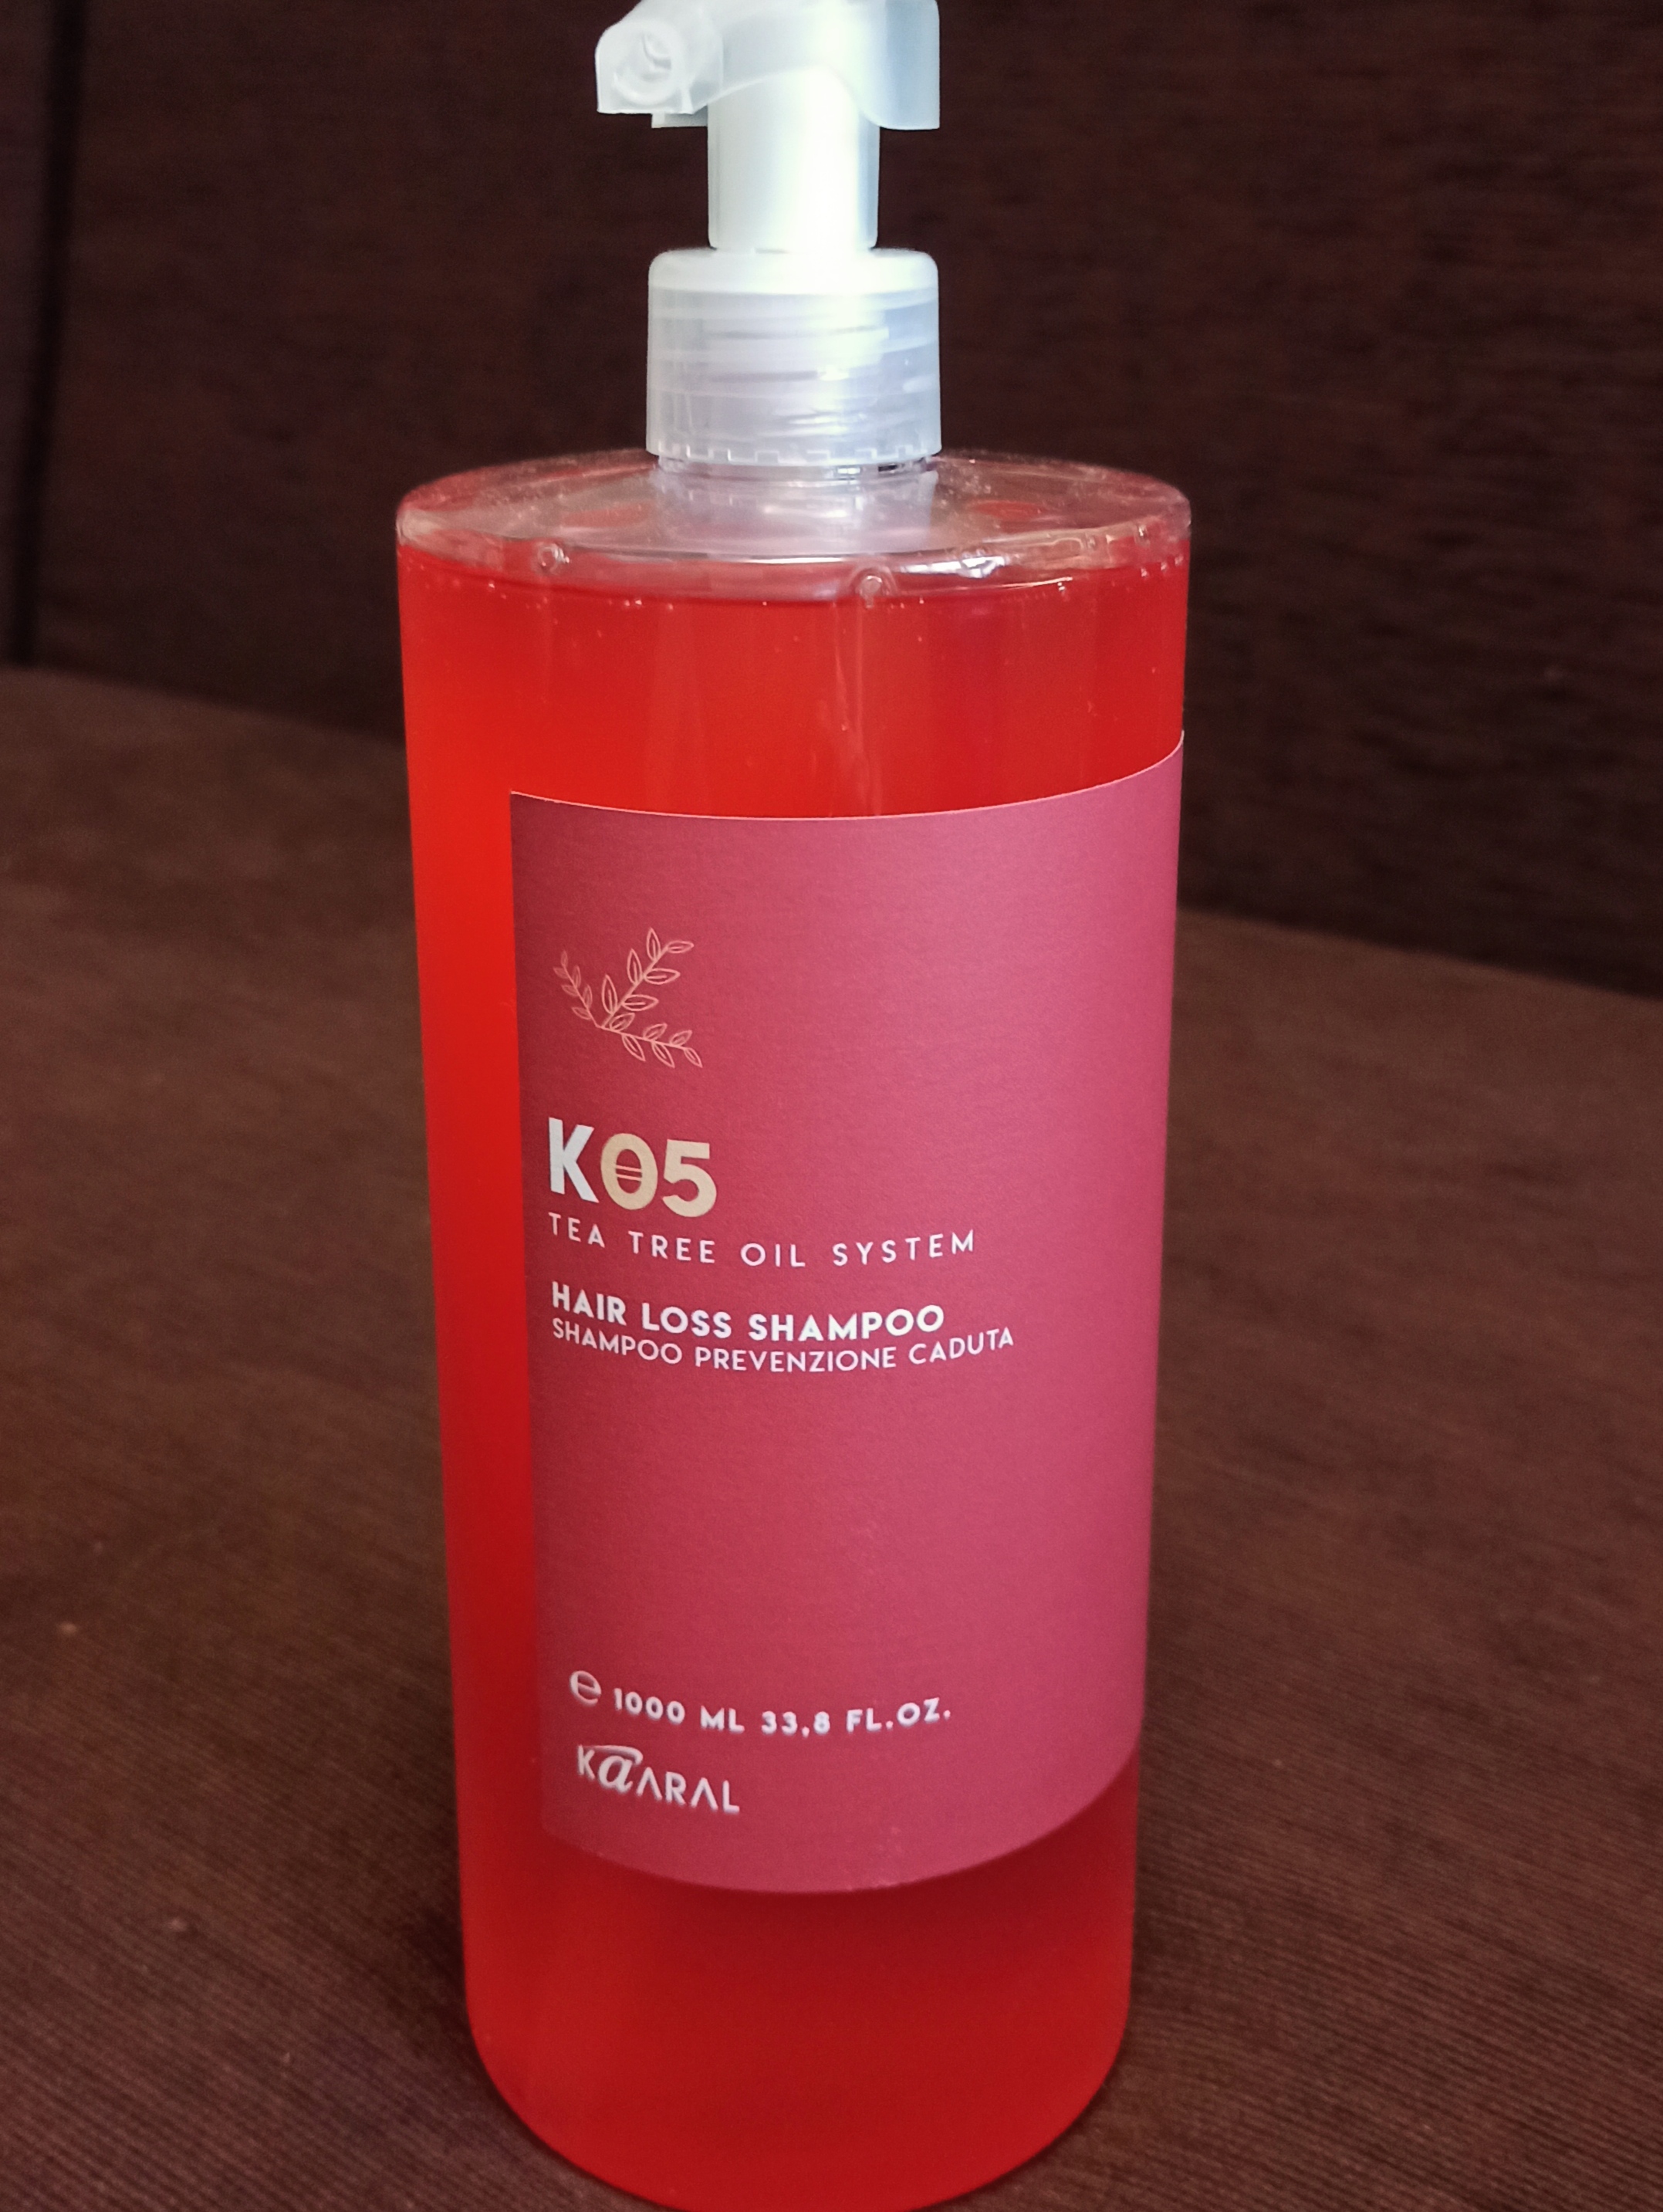 K05
TEA TREE OIL SYSTEM
HAIR LOSS SHAMPOO
SHAMPOO PREVENZIONE CADUTA
℮ 1000 ML 33,8 FL.OZ.
KAARAL